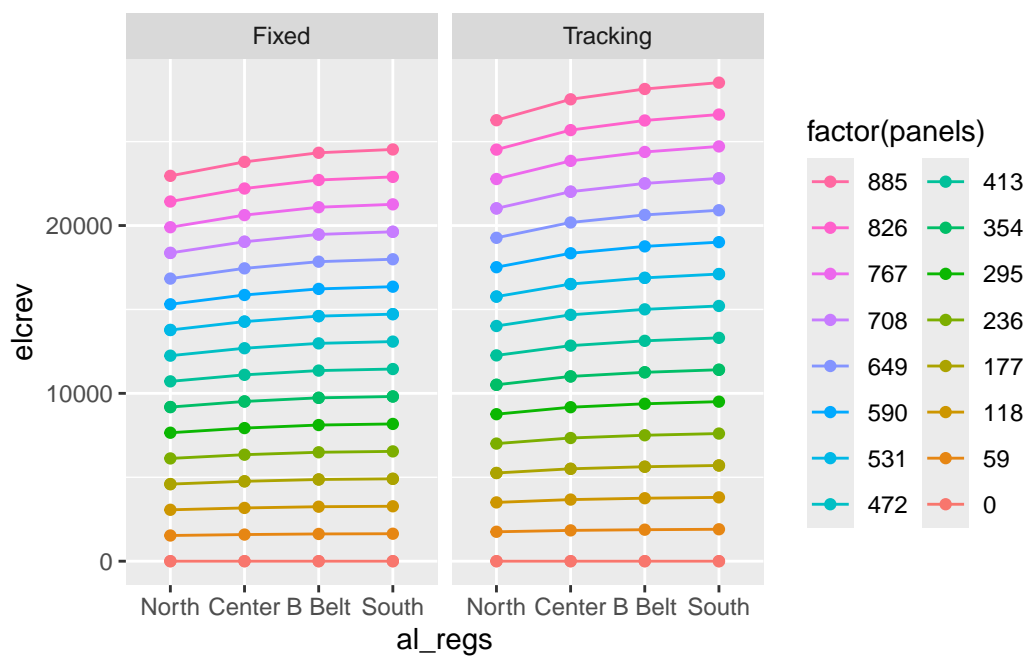 Fixed Tracking
elcrev
20000
10000
0
North Center B Belt South North Center B Belt South
al_regs
factor(panels)
885 413
826 354
767 295
708 236
649 177
590 118
531 59
472 0